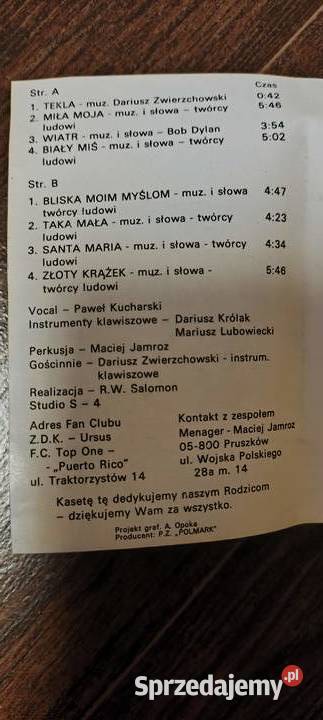 Str. A Czas
1. TEKLA - muz. Dariusz Zwierzchowski 0:42
2. MIŁA MOJA - muz. i słowa - twórcy 5:46
ludowi
3. WIATR - muz. i słowa - Bob Dylan 3:54
4. BIAŁY MIŚ - muz. i słowa - twórcy 5:02
ludowi
Str. B
1. BLISKA MOIM MYŚLOM - muz. i słowa 4:47
twórcy ludowi
2. TAKA MAŁA - muz. i słowa - twórcy 4:23
ludowi
3. SANTA MARIA - muz. i słowa - twórcy 4:34
ludowi
4. ZŁOTY KRĄŻEK - muz. i słowa - 5:46
twórcy ludowi
Vocal - Paweł Kucharski
Instrumenty klawiszowe - Dariusz Królak
Mariusz Lubowiecki
Perkusja - Maciej Jamroz
Gościnnie - Dariusz Zwierzchowski - instrum.
klawiszowe
Realizacja - R.W. Salomon
Studio S - 4
Adres Fan Clubu
Z.D.K. - Ursus
F.C. Top One -
- „Puerto Rico"
ul. Traktorzystów 14
Kontakt z zespołem
Menager - Maciej Jamroz
05-800 Pruszków
ul. Wojska Polskiego
28a m. 14
Kasetę tę dedykujemy naszym Rodzicom
- dziękujemy Wam za wszystko.
Projekt graf. A. Opoka
Producent: P.Z. „POLMARK"
Sprzedajemy.pl